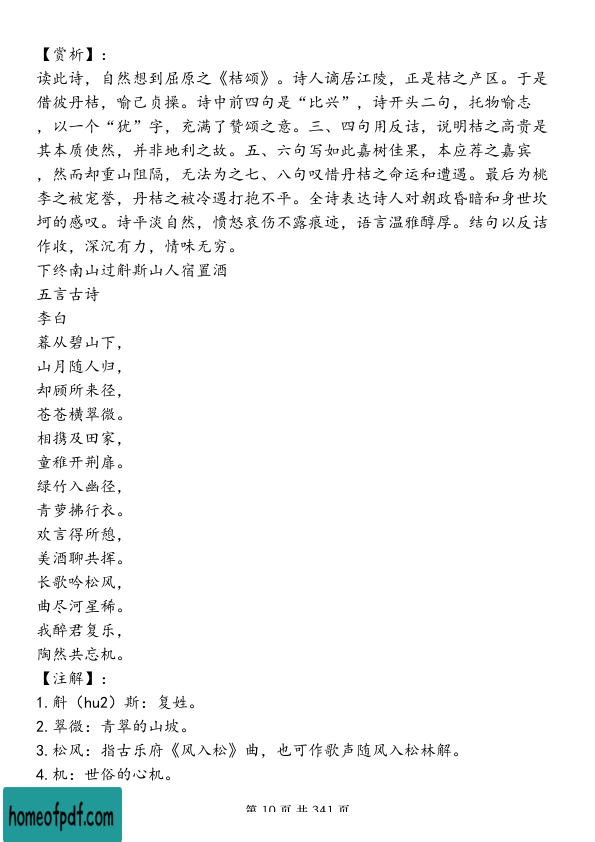 【赏析】：
读此诗，自然想到屈原之《桔颂》。诗人谪居江陵，正是桔之产区。于是
借彼丹桔，喻己贞操。诗中前四句是“比兴”，诗开头二句，托物喻志
，以一个“犹”字，充满了赞颂之意。三、四句用反诘，说明桔之高贵是
其本质使然，并非地利之故。五、六句写如此嘉树佳果，本应荐之嘉宾
，然而却重山阻隔，无法为之七、八句叹惜丹桔之命运和遭遇。最后为桃
李之被宠誉，丹桔之被冷遇打抱不平。全诗表达诗人对朝政昏暗和身世坎
坷的感叹。诗平淡自然，愤怒哀伤不露痕迹，语言温雅醇厚。结句以反诘
作收，深沉有力，情味无穷。
下终南山过斛斯山人宿置酒
五言古诗
李白
暮从碧山下，
山月随人归，
却顾所来径，
苍苍横翠微。
相携及田家，
童稚开荆扉。
绿竹入幽径，
青萝拂行衣。
欢言得所憩，
美酒聊共挥。
长歌吟松风，
曲尽河星稀。
我醉君复乐，
陶然共忘机。
【注解】：
1.斛（hu2）斯：复姓。
2.翠微：青翠的山坡。
3.松风：指古乐府《风入松》曲，也可作歌声随风入松林解。
4.机：世俗的心机。
第 10 页 共 341 页
homeofpdf.com